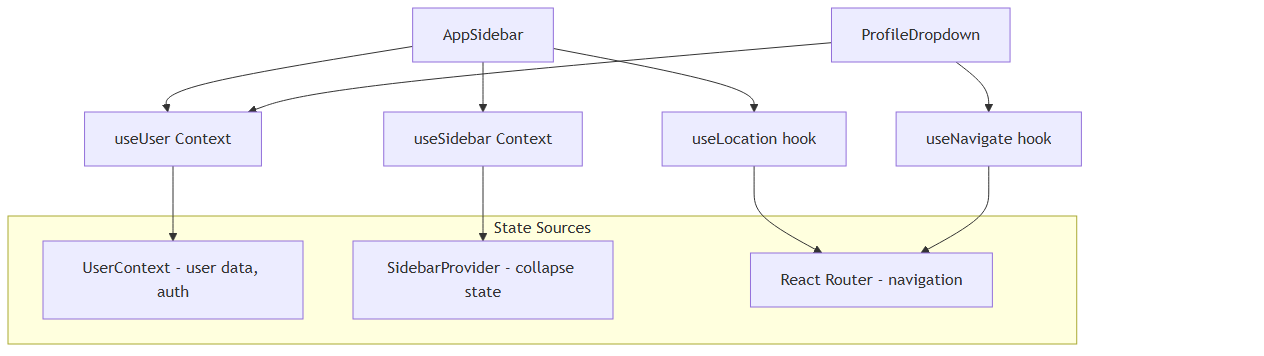 AppSidebar
ProfileDropdown
useUser Context
useSidebar Context
useLocation hook
useNavigate hook
State Sources
UserContext - user data,
auth
SidebarProvider - collapse
state
React Router - navigation